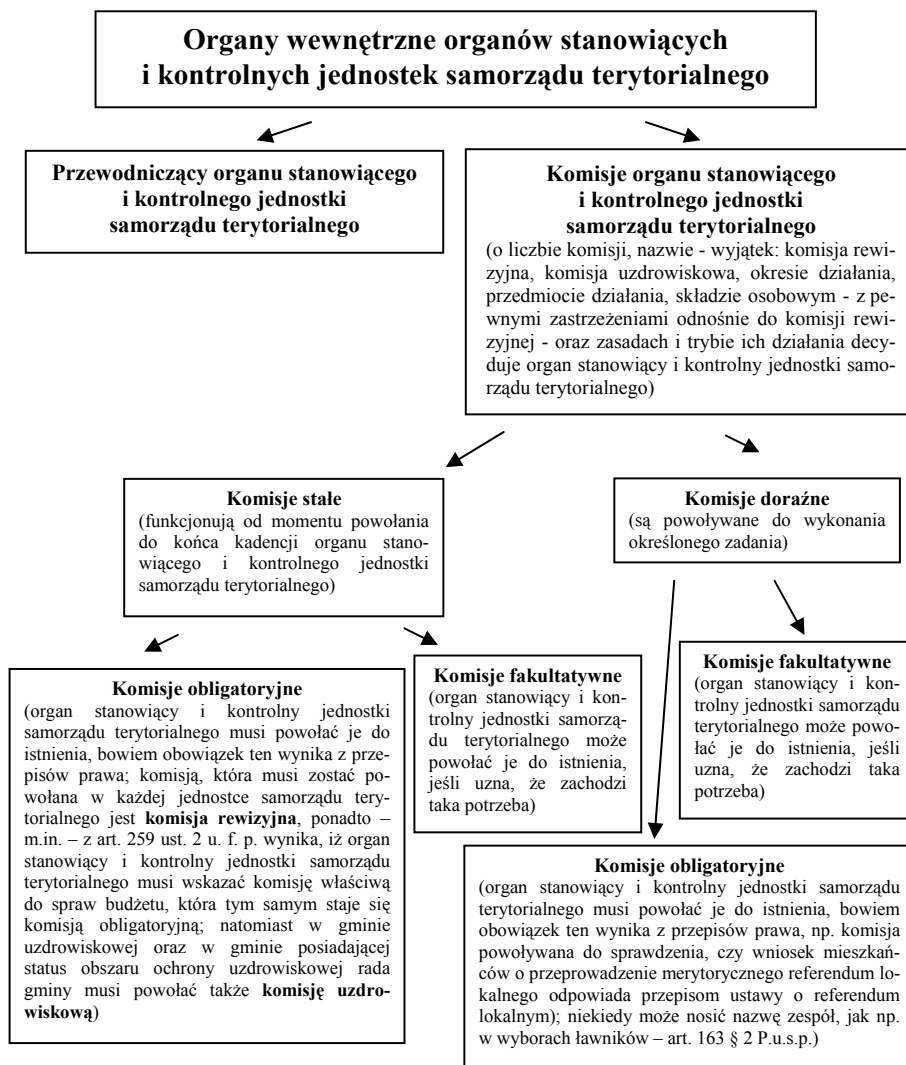 Organy wewnętrzne organów stanowiących
i kontrolnych jednostek samorządu terytorialnego
Przewodniczący organu stanowiącego
i kontrolnego jednostki
samorządu terytorialnego
Komisje organu stanowiącego
i kontrolnego jednostki
samorządu terytorialnego
(o liczbie komisji, nazwie - wyjątek: komisja rewi-
zyjna, komisja uzdrowiskowa, okresie działania,
przedmiocie działania, składzie osobowym - z pe-
wnymi zastrzeżeniami odnośnie do komisji rewi-
zyjnej - oraz zasadach i trybie ich działania decy-
duje organ stanowiący i kontrolny jednostki samo-
rządu terytorialnego)
Komisje stałe
(funkcjonują od momentu powołania
do końca kadencji organu stano-
wiącego i kontrolnego jednostki
samorządu terytorialnego)
Komisje doraźne
(są powoływane do wykonania
określonego zadania)
Komisje obligatoryjne
(organ stanowiący i kontrolny jednostki
samorządu terytorialnego musi powołać je do
istnienia, bowiem obowiązek ten wynika z prze-
pisów prawa; komisją, która musi zostać po-
wołana w każdej jednostce samorządu tery-
torialnego jest komisja rewizyjna, ponadto –
m.in. – z art. 259 ust. 2 u. f. p. wynika, iż organ
stanowiący i kontrolny jednostki samorządu
terytorialnego musi wskazać komisję właściwą
do spraw budżetu, która tym samym staje się
komisją obligatoryjną; natomiast w gminie
uzdrowiskowej oraz w gminie posiadającej
status obszaru ochrony uzdrowiskowej rada
gminy musi powołać także komisję uzdro-
wiskową)
Komisje fakultatywne
(organ stanowiący i kon-
trolny jednostki samorzą-
du terytorialnego może
powołać je do istnienia,
jeśli uzna, że zachodzi
taka potrzeba)
Komisje fakultatywne
(organ stanowiący i kon-
trolny jednostki samorządu
terytorialnego może powo-
łać je do istnienia, jeśli
uzna, że zachodzi taka
potrzeba)
Komisje obligatoryjne
(organ stanowiący i kontrolny jednostki samorządu
terytorialnego musi powołać je do istnienia, bowiem
obowiązek ten wynika z przepisów prawa, np. komisja
powoływana do sprawdzenia, czy wniosek mieszkań-
ców o przeprowadzenie merytorycznego referendum lo-
kalnego odpowiada przepisom ustawy o referendum
lokalnym); niekiedy może nosić nazwę zespół, jak np.
w wyborach ławników – art. 163 § 2 P.u.s.p.)